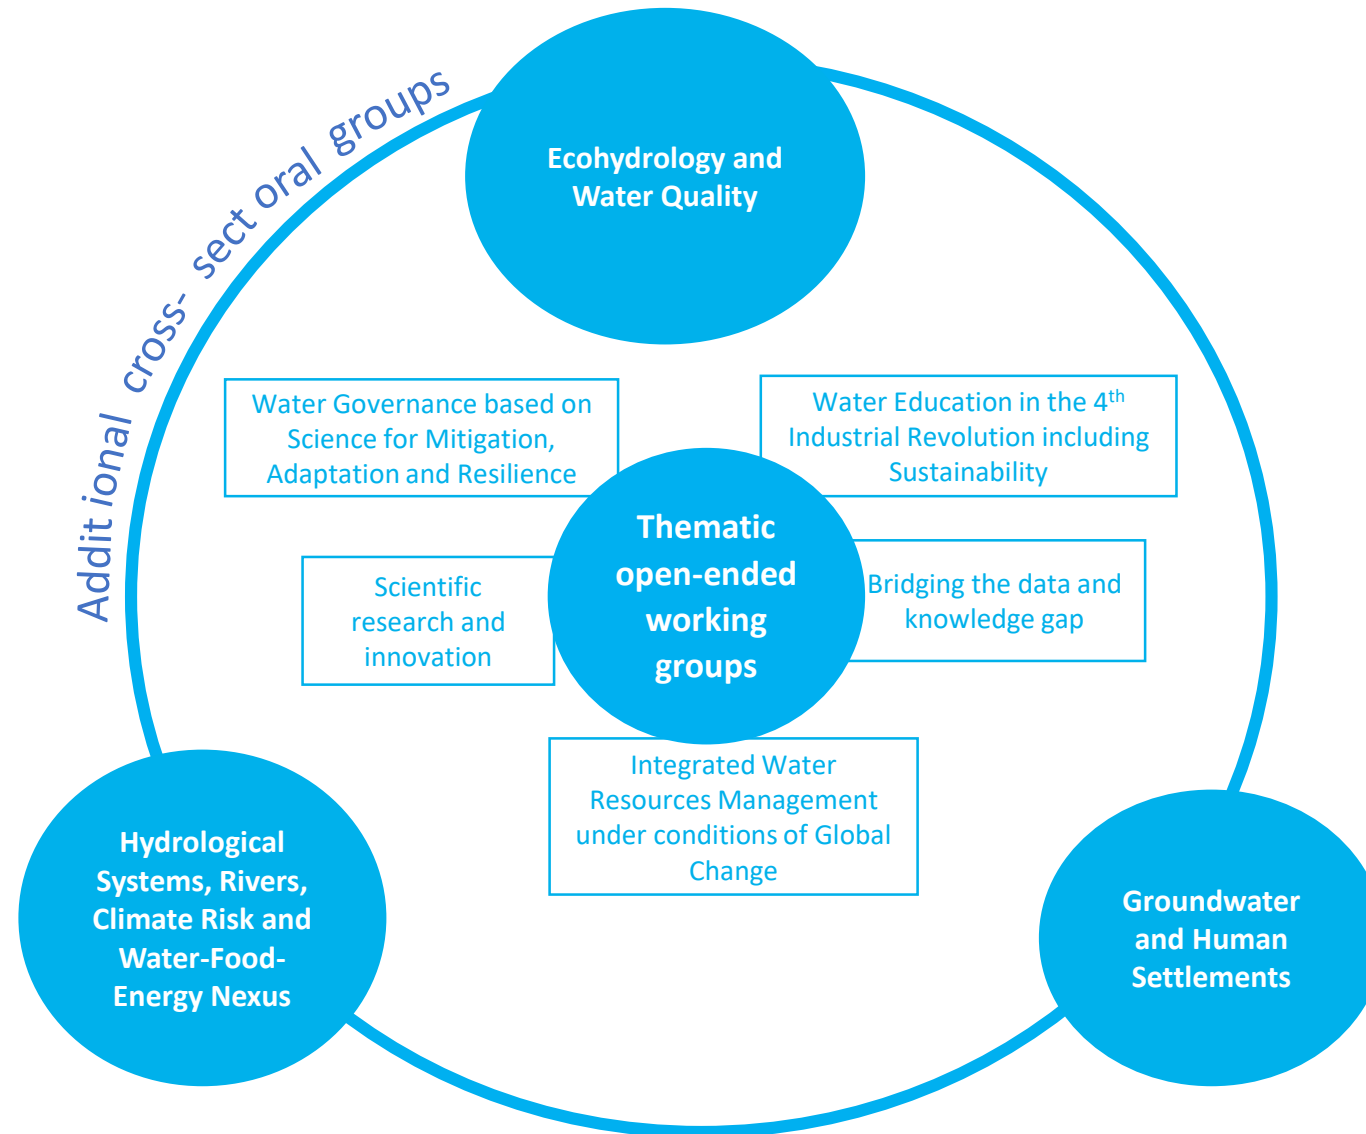 Addit ional cross- sect oral groups
Ecohydrology and
Water Quality
Water Governance based on
Science for Mitigation,
Adaptation and Resilience
Water Education in the 4th
Industrial Revolution including
Sustainability
Thematic
open-ended
working
groups
Scientific
research and
innovation
Bridging the data and
knowledge gap
Integrated Water
Resources Management
under conditions of Global
Change
Hydrological
Systems, Rivers,
Climate Risk and
Water-Food-
Energy Nexus
Groundwater
and Human
Settlements